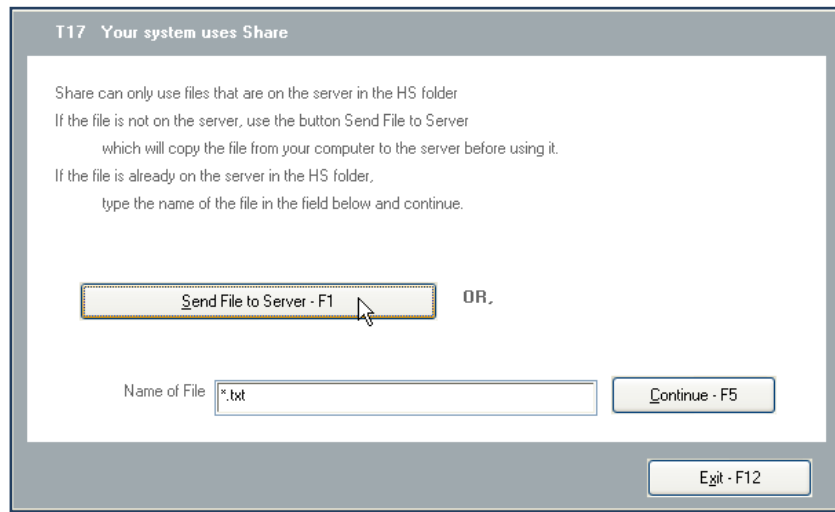 T17 Your system uses Share
Share can only use files that are on the server in the HS folder
If the file is not on the server, use the button Send File to Server
which will copy the file from your computer to the server before using it.
If the file is already on the server in the HS folder,
type the name of the file in the field below and continue.
Send File to Server - F1 OR,
Name of File *.txt Continue - F5
Exit - F12